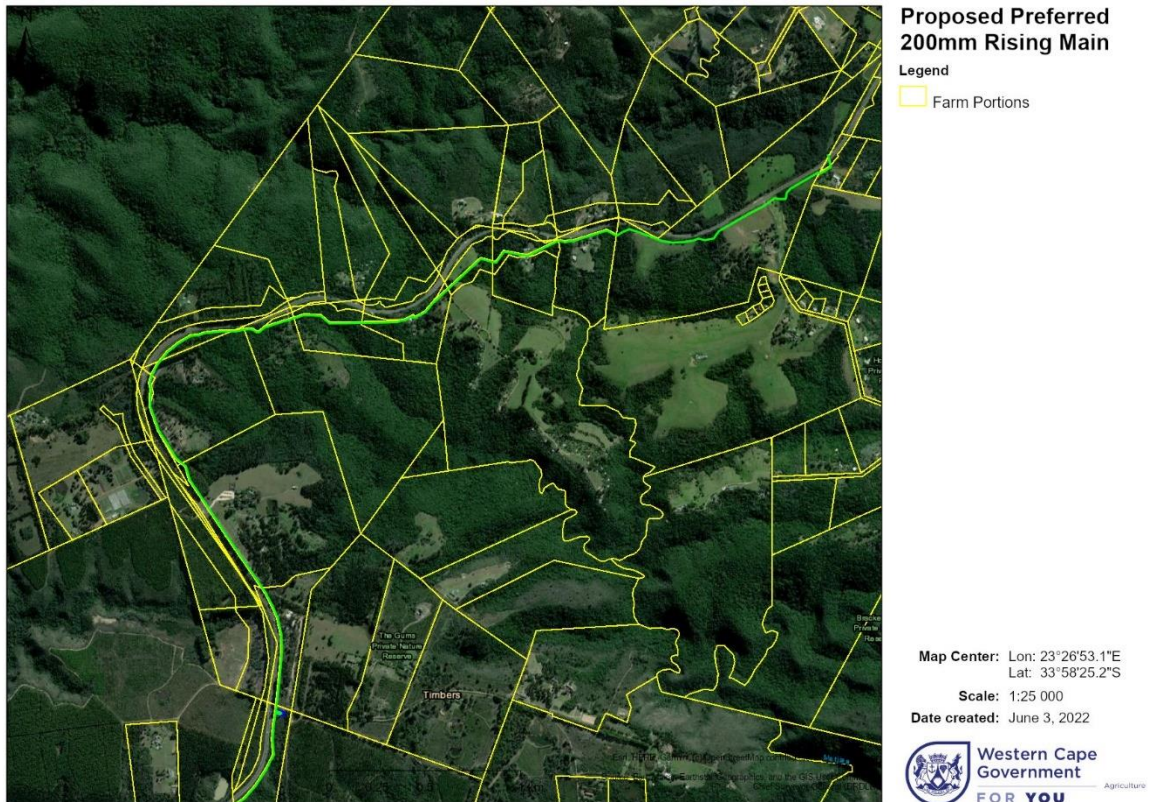 Proposed Preferred
200mm Rising Main
Legend
Farm Portions
The Gums
Private Nature
Reserve
Timbers
Map Center: Lon: 23°26'53.1"E
Lat: 33°58'25.2"S
Scale: 1:25 000
Date created: June 3, 2022
Western Cape
Government
FOR YOU
Agriculture